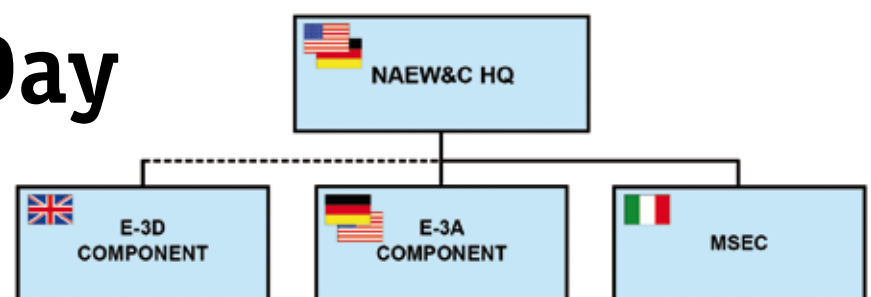 Day
NAEW&C HQ
E-3D
COMPONENT
E-3A
COMPONENT
MSEC